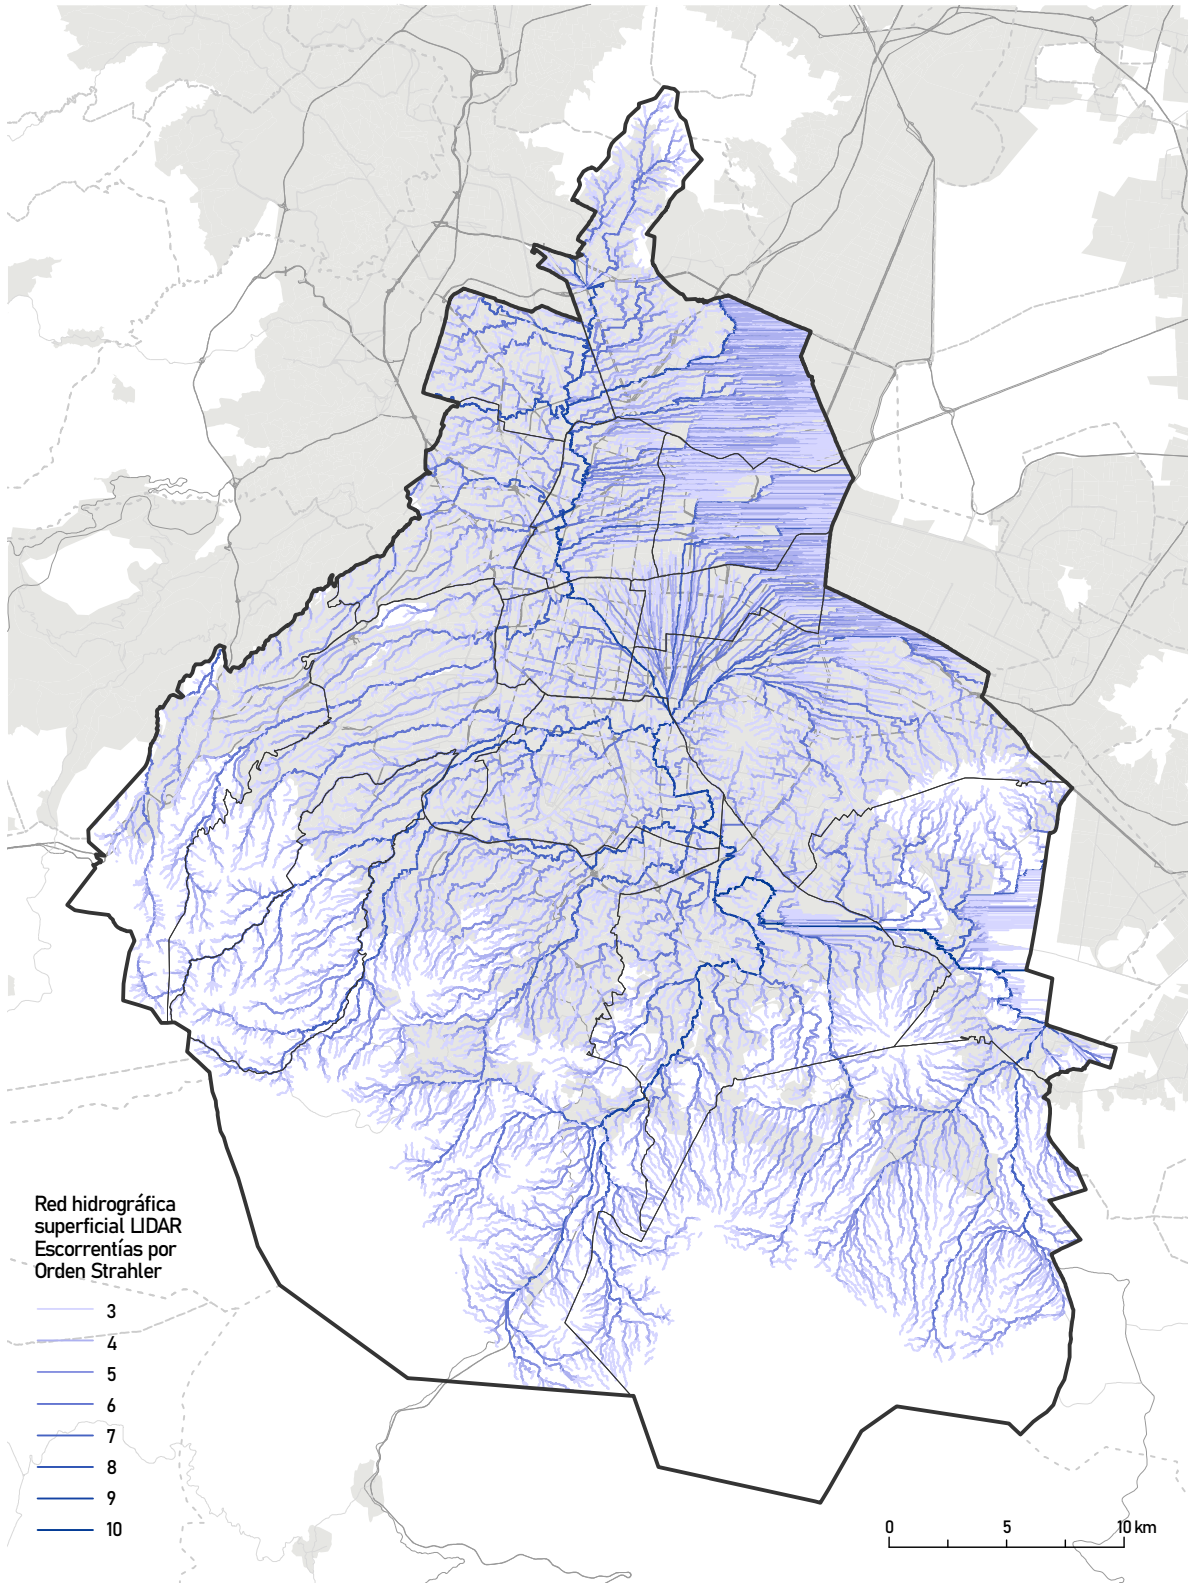 Red hidrográfica
superficial LIDAR
Escorrentías por
Orden Strahler
3
4
5
6
7
8
9
10
0 5 10 km